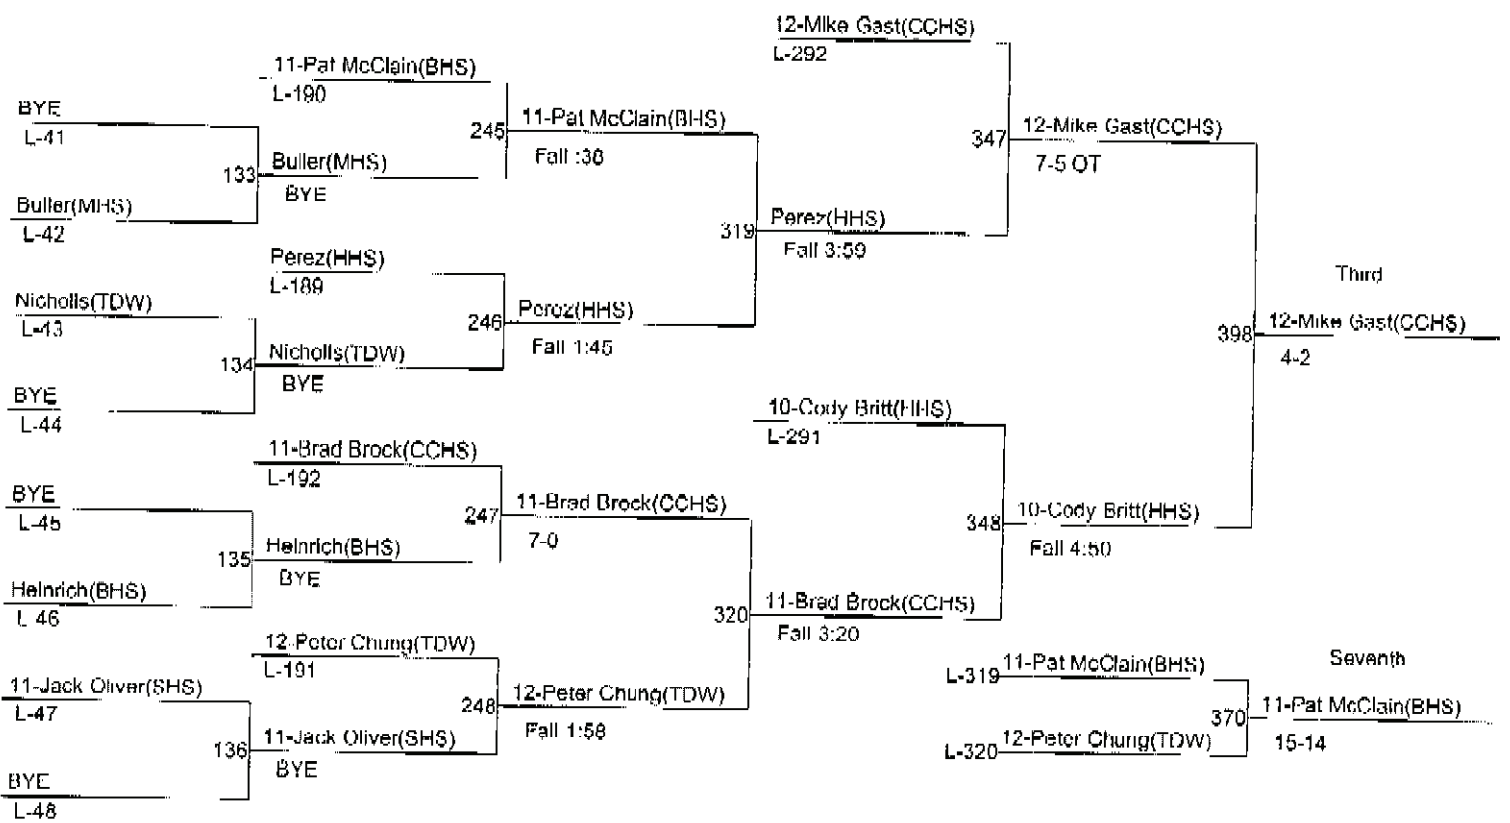 12-Mike Gast(CCHS)
L-292
11-Pat McClain(BHS)
L-190
BYE
L-41
245
11-Pat McClain(BHS)
Fall :38
347
12-Mike Gast(CCHS)
7-5 OT
133
Buller(MHS)
BYE
Buller(MHS)
L-42
319
Perez(HHS)
Fall 3:59
Perez(HHS)
L-189
Third
Nicholls(TDW)
L-43
246
Perez(HHS)
Fall 1:45
398
12-Mike Gast(CCHS)
4-2
134
Nicholls(TDW)
BYE
BYE
L-44
10-Cody Britt(HHS)
L-291
11-Brad Brock(CCHS)
L-192
BYE
L-45
247
11-Brad Brock(CCHS)
7-0
348
10-Cody Britt(HHS)
Fall 4:50
135
Heinrich(BHS)
BYE
Heinrich(BHS)
L-46
320
11-Brad Brock(CCHS)
Fall 3:20
12-Peter Chung(TDW)
L-191
L-319
11-Pat McClain(BHS)
Seventh
11-Jack Oliver(SHS)
L-47
248
12-Peter Chung(TDW)
Fall 1:58
370
11-Pat McClain(BHS)
15-14
136
11-Jack Oliver(SHS)
BYE
L-320
12-Peter Chung(TDW)
BYE
L-48